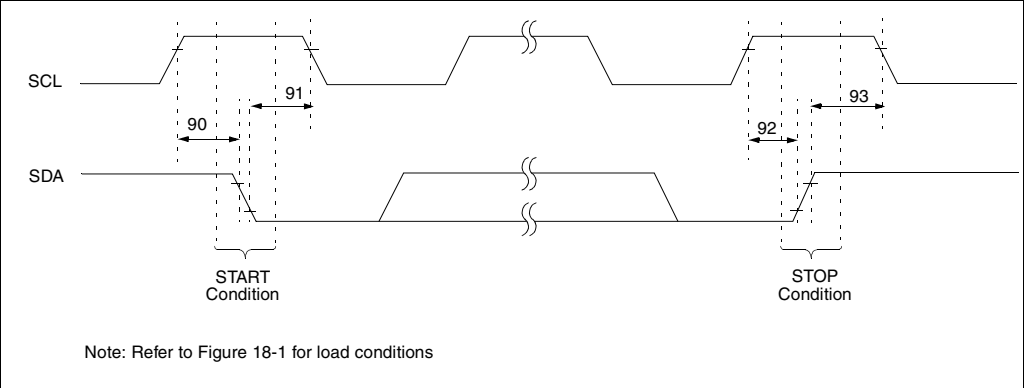 SCL
91
93
90
92
SDA
START
Condition
STOP
Condition
Note: Refer to Figure 18-1 for load conditions